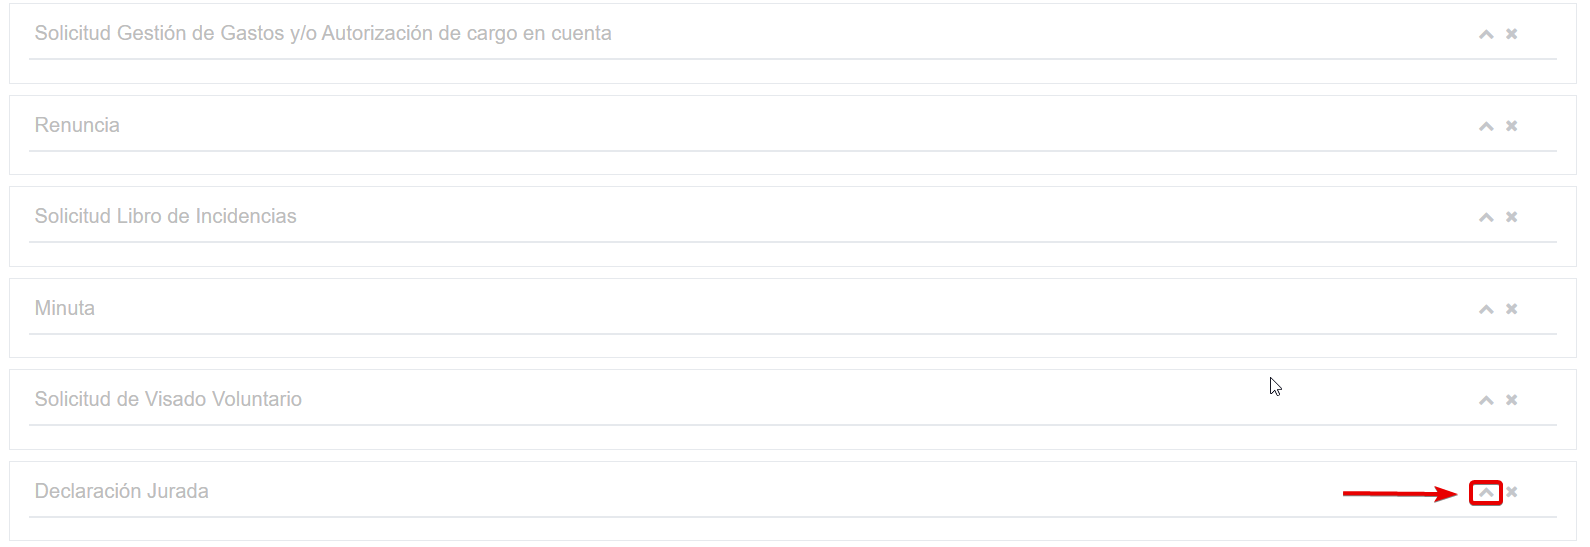 Solicitud Gestión de Gastos y/o Autorización de cargo en cuenta
Renuncia
Solicitud Libro de Incidencias
Minuta
Solicitud de Visado Voluntario
Declaración Jurada